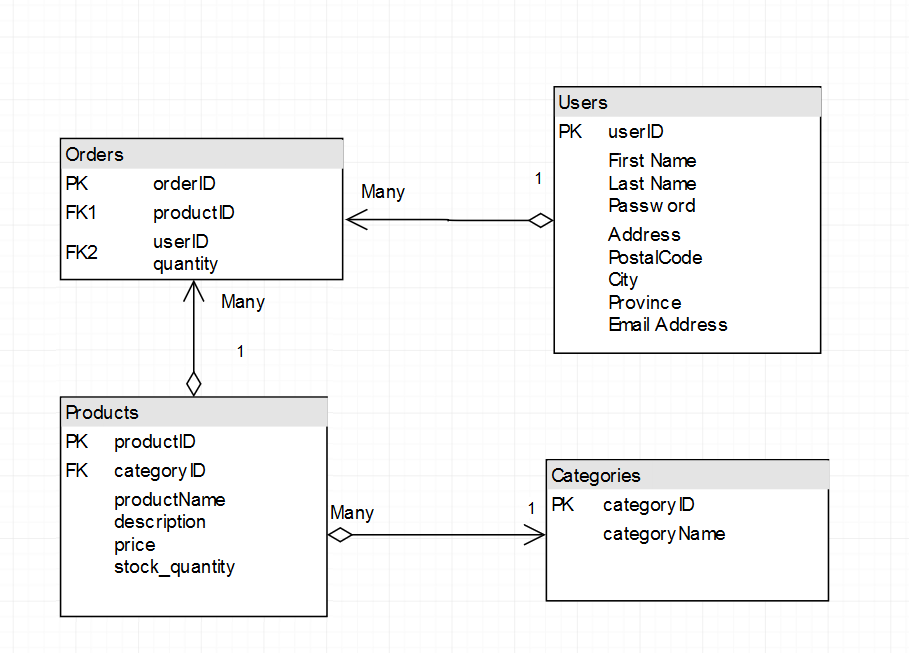 Users
PK userID
First Name
Last Name
Password
Address
PostalCode
City
Province
Email Address
Orders
PK orderID
FK1 productID
FK2 userID
quantity
Many
1
Many
1
Products
PK productID
FK categoryID
productName
description
price
stock_quantity
Many
1
Categories
PK categoryID
categoryName